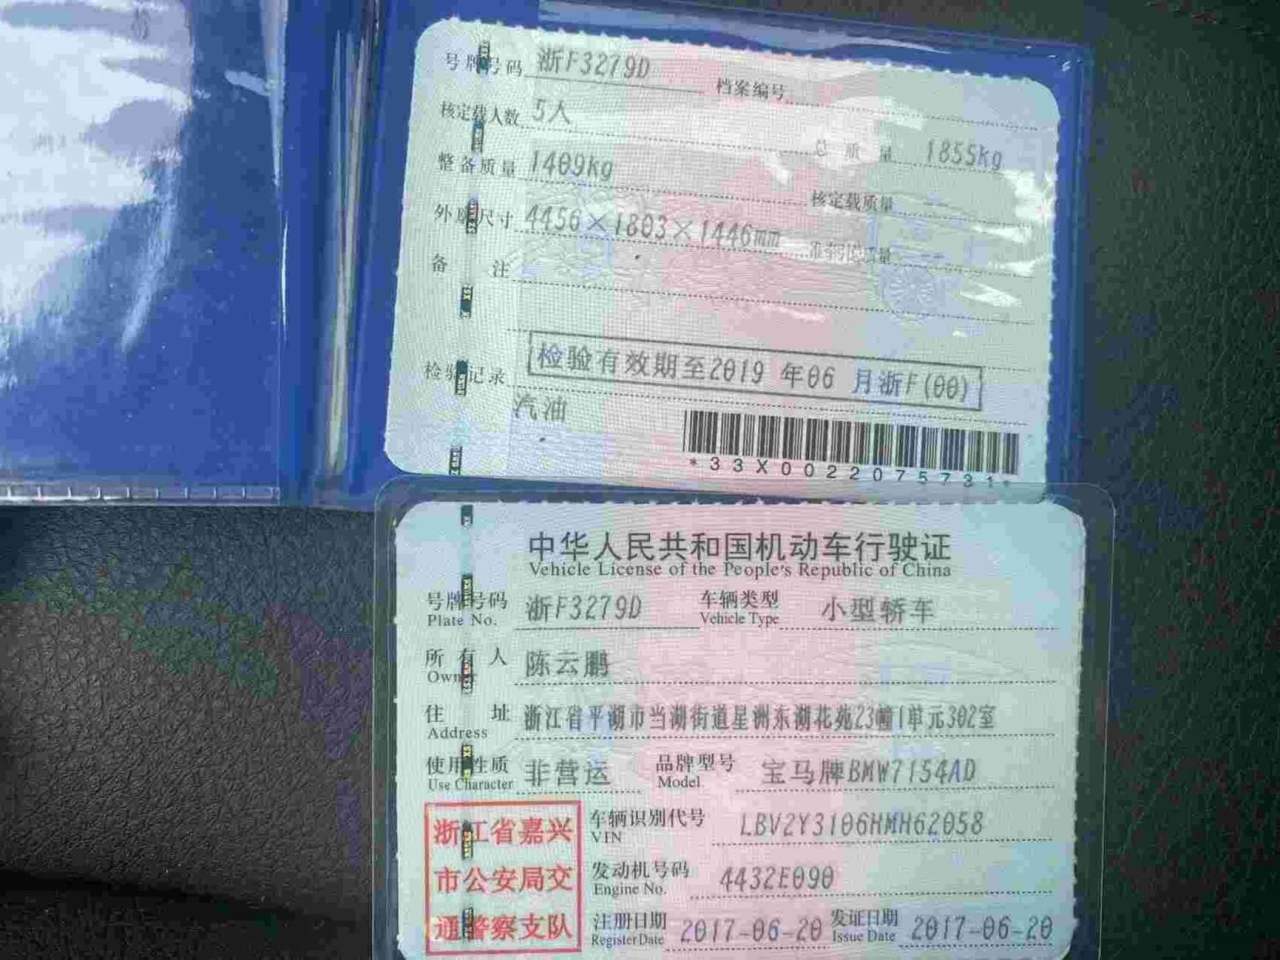 号牌号码 浙F3279D 档案编号
核定载人数 5人 总质量 1855kg
整备质量 1409kg 核定载质量 --
外廓尺寸 4456×1803×1446mm 准牵引总质量 --
备注
检验记录 检验有效期至2019年06月浙F(00)
汽油
*33X0022075731*
中华人民共和国机动车行驶证
Vehicle License of the People's Republic of China
号牌号码 浙F3279D 车辆类型 小型轿车
Plate No. Vehicle Type
所有人 陈云鹏
Owner
住址 浙江省平湖市当湖街道星洲东湖花苑23幢1单元302室
Address
使用性质 非营运 品牌型号 宝马牌BMW7154AD
Use Character Model
浙江省嘉兴 车辆识别代号 LBV2Y3106HMH62058
VIN
市公安局交 发动机号码 4432E090
Engine No.
通警察支队 注册日期 2017-06-20 发证日期 2017-06-20
Register Date Issue Date